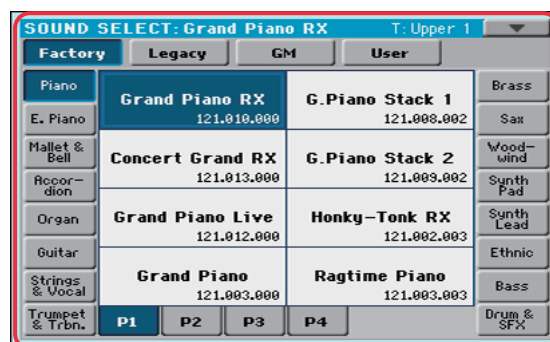 SOUND SELECT:Grand Piano RX T:Upper 1
Factory Legacy GM User
Piano
E. Piano
Mallet &
Bell
Accor-
dion
Organ
Guitar
Strings
& Vocal
Trumpet
& Trbn.
Grand Piano RX
121.010.000
G.Piano Stack 1
121.008.002
Concert Grand RX
121.013.000
G.Piano Stack 2
121.009.002
Grand Piano Live
121.012.000
Honky-Tonk RX
121.002.003
Grand Piano
121.003.000
Ragtime Piano
121.003.003
P1 P2 P3 P4
Brass
Sax
Wood-
wind
Synth
Pad
Synth
Lead
Ethnic
Bass
Drum &
SFX